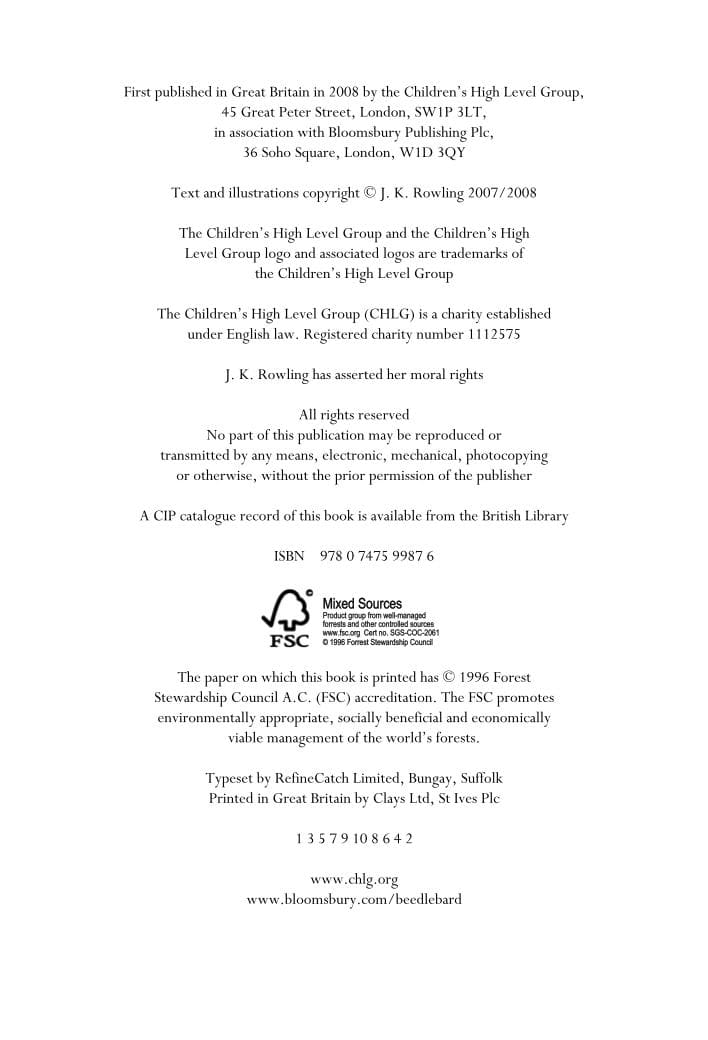 First published in Great Britain in 2008 by the Children’s High Level Group,
45 Great Peter Street, London, SW1P 3LT,
in association with Bloomsbury Publishing Plc,
36 Soho Square, London, W1D 3QY
Text and illustrations copyright © J. K. Rowling 2007/2008
The Children’s High Level Group and the Children’s High
Level Group logo and associated logos are trademarks of
the Children’s High Level Group
The Children’s High Level Group (CHLG) is a charity established
under English law. Registered charity number 1112575
J. K. Rowling has asserted her moral rights
All rights reserved
No part of this publication may be reproduced or
transmitted by any means, electronic, mechanical, photocopying
or otherwise, without the prior permission of the publisher
A CIP catalogue record of this book is available from the British Library
ISBN 978 0 7475 9987 6
©
FSC
Mixed Sources
Product group from well-managed
forrests and other controlled sources
www.fsc.org Cert no. SGS-COC-2061
© 1996 Forrest Stewardship Council
The paper on which this book is printed has © 1996 Forest
Stewardship Council A.C. (FSC) accreditation. The FSC promotes
environmentally appropriate, socially beneficial and economically
viable management of the world’s forests.
Typeset by RefineCatch Limited, Bungay, Suffolk
Printed in Great Britain by Clays Ltd, St Ives Plc
1 3 5 7 9 10 8 6 4 2
www.chlg.org
www.bloomsbury.com/beedlebard